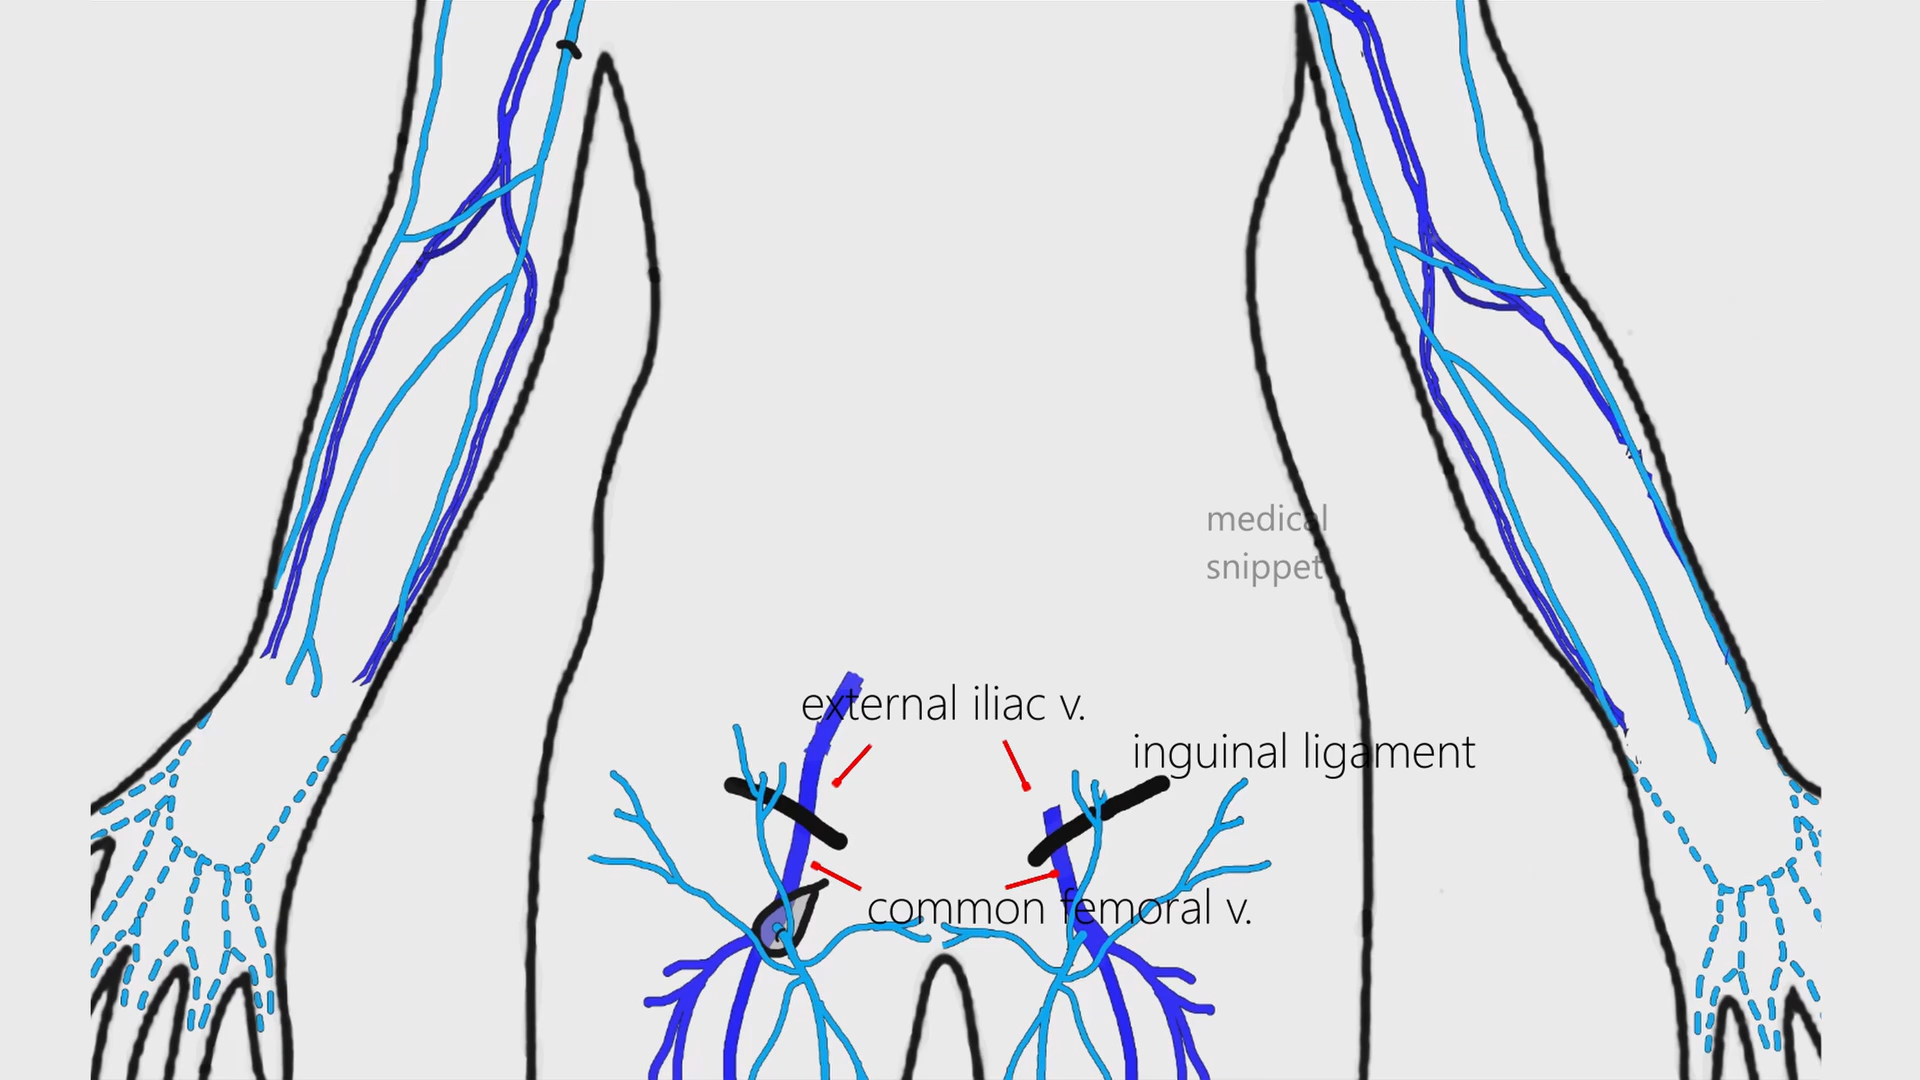 medical
snippet
external iliac v.
inguinal ligament
common femoral v.